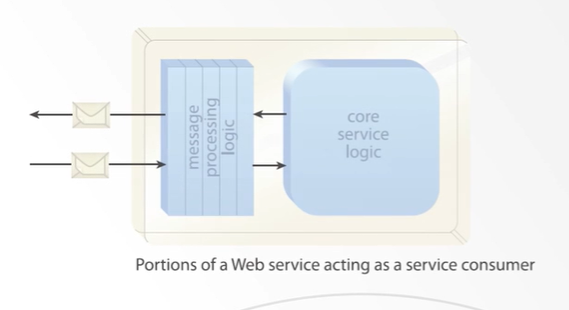 message
processing
logic
core
service
logic
Portions of a Web service acting as a service consumer